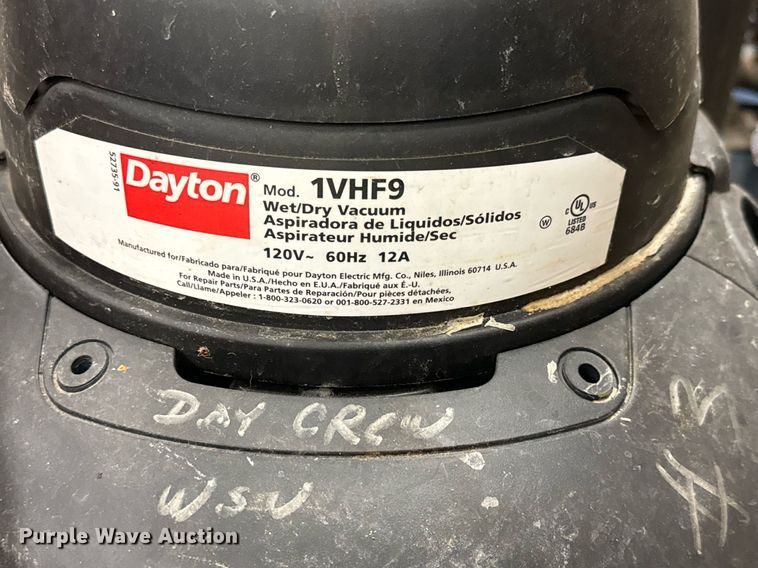 52735-91
Dayton®
Mod. 1VHF9
Wet/Dry Vacuum
Aspiradora de Liquidos/Sólidos
Aspirateur Humide/Sec
120V~ 60Hz 12A
W
C UL US
LISTED
684B
Manufactured for/Fabricado para/Fabriqué pour Dayton Electric Mfg. Co., Niles, Illinois 60714 U.S.A.
Made in U.S.A./Hecho en E.U.A./Fabriqué aux É.-U.
For Repair Parts/Para Partes de Reparación/Pour pièces détachées,
Call/Llame/Appeler : 1-800-323-0620 or 001-800-527-2331 en Mexico
DAY CREW
WSU
#3
Purple Wave Auction